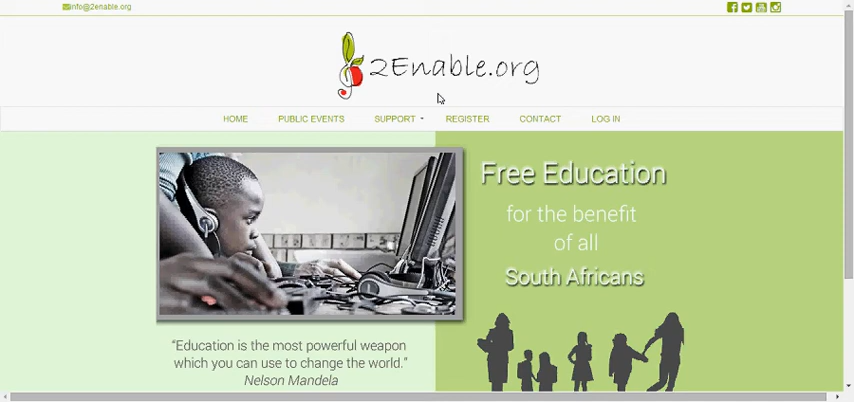 info@2enable.org
2Enable.org
HOME PUBLIC EVENTS SUPPORT REGISTER CONTACT LOG IN
Free Education
for the benefit
of all
South Africans
“Education is the most powerful weapon
which you can use to change the world.”
Nelson Mandela